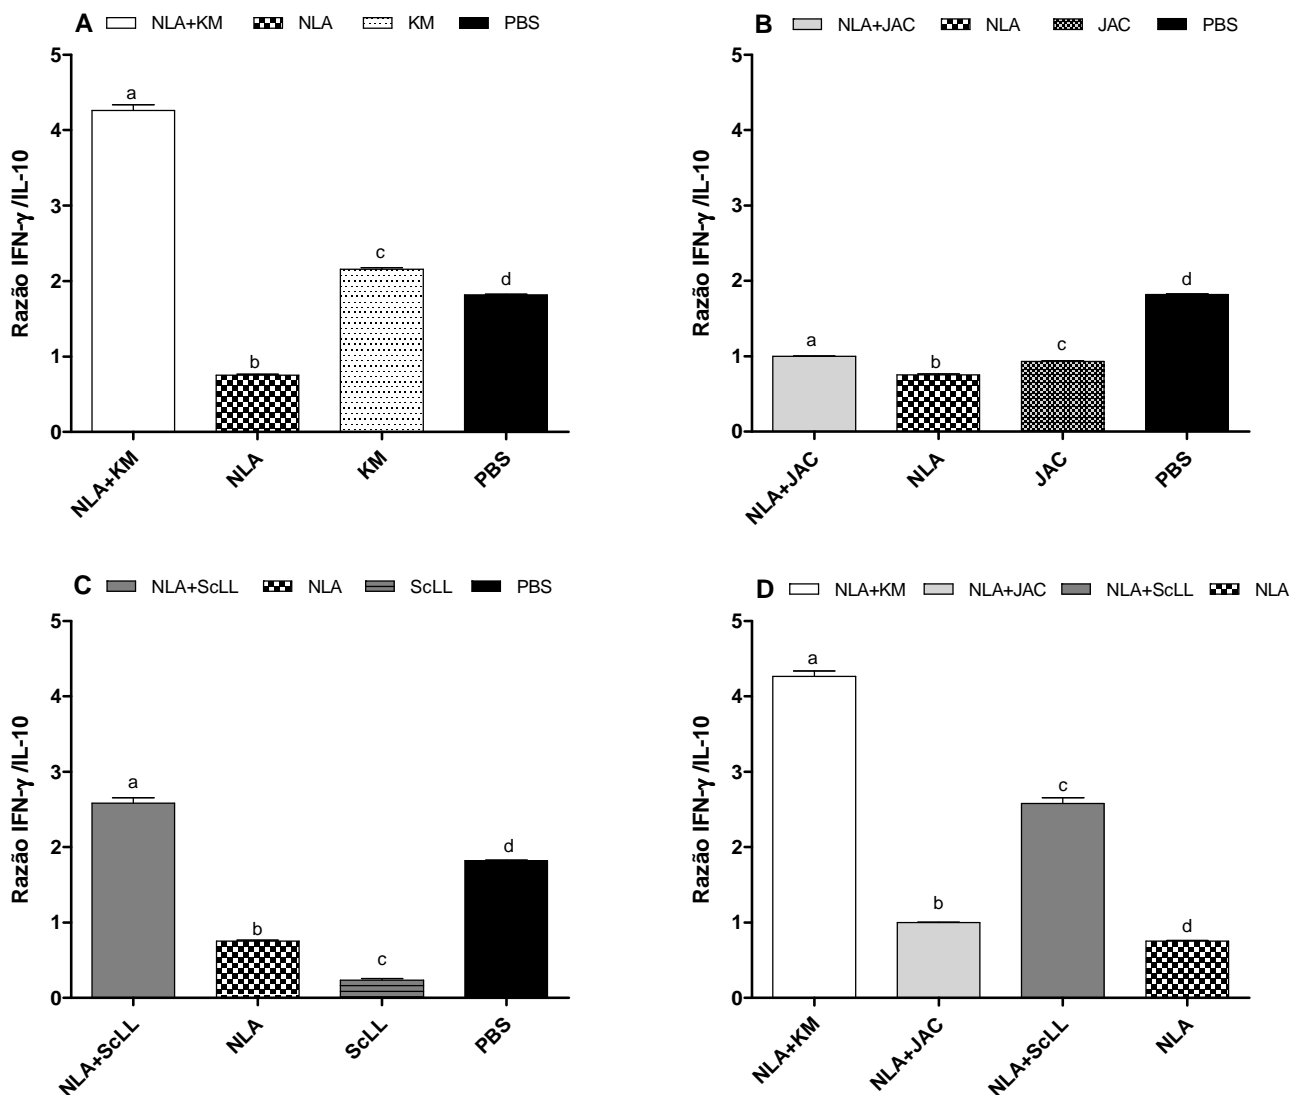 A NLA+KM NLA KM PBS
5
4
3
2
1
0
Razão IFN-γ /IL-10
a
b
c
d
NLA+KM
NLA
KM
PBS
B NLA+JAC NLA JAC PBS
5
4
3
2
1
0
Razão IFN-γ /IL-10
a
b
c
d
NLA+JAC
NLA
JAC
PBS
C NLA+ScLL NLA ScLL PBS
5
4
3
2
1
0
Razão IFN-γ /IL-10
a
b
c
d
NLA+ScLL
NLA
ScLL
PBS
D NLA+KM NLA+JAC NLA+ScLL NLA
5
4
3
2
1
0
Razão IFN-γ /IL-10
a
b
c
d
NLA+KM
NLA+JAC
NLA+ScLL
NLA